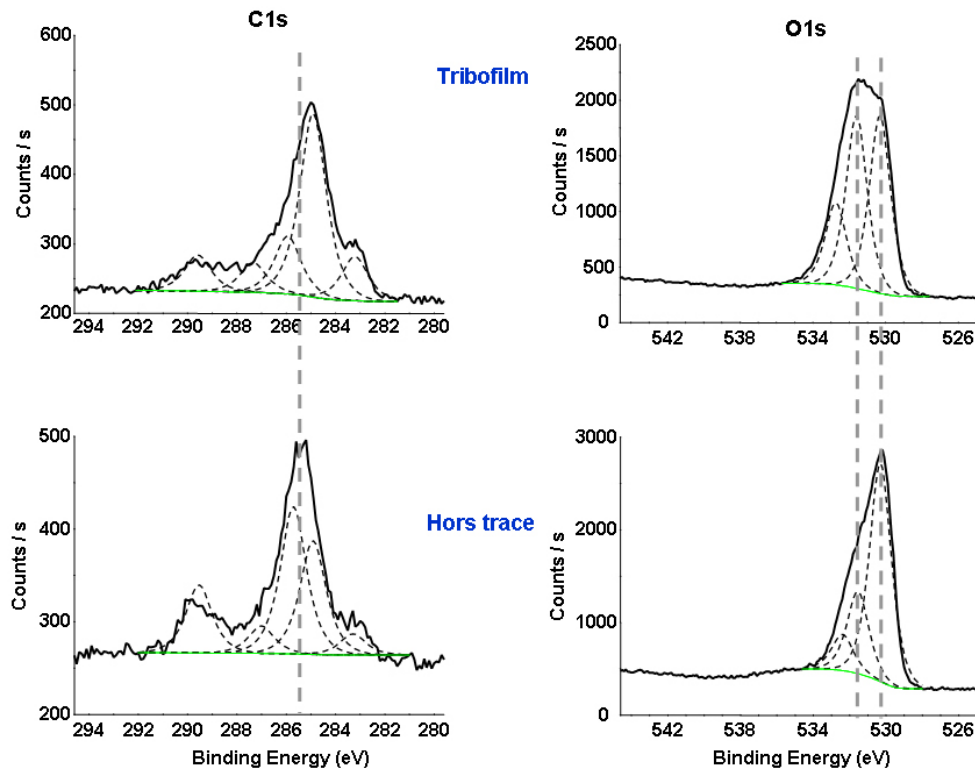 C1s
600
500
400
300
200
Counts / s
294 292 290 288 286 284 282 280
Tribofilm
O1s
2500
2000
1500
1000
500
0
Counts / s
542 538 534 530 526
500
400
300
200
Counts / s
294 292 290 288 286 284 282 280
Binding Energy (eV)
Hors trace
3000
2000
1000
0
Counts / s
542 538 534 530 526
Binding Energy (eV)